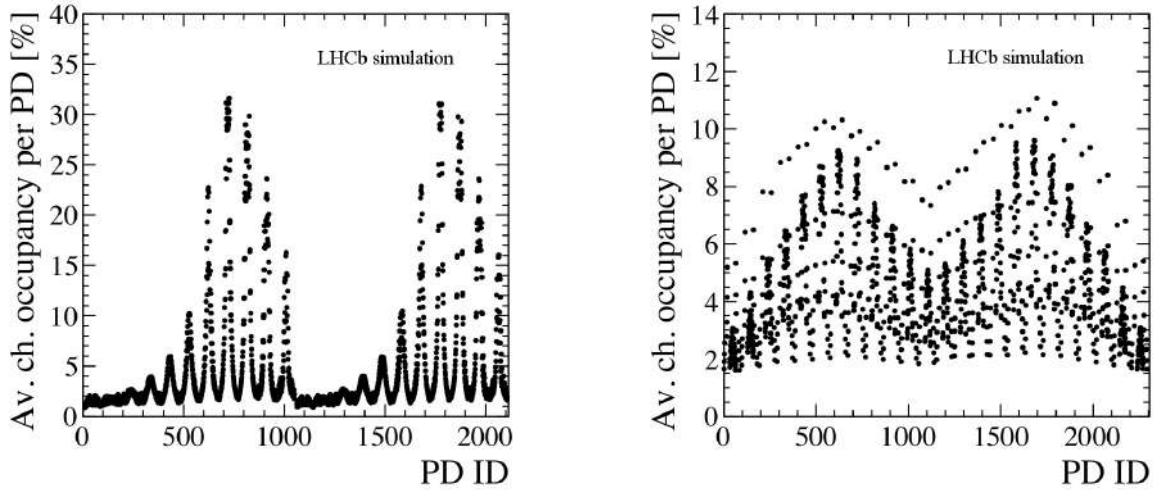 Av. ch. occupancy per PD [%]
40
35
30
25
20
15
10
5
0
LHCb simulation
0 500 1000 1500 2000
PD ID
Av. ch. occupancy per PD [%]
14
12
10
8
6
4
2
0
LHCb simulation
0 500 1000 1500 2000
PD ID